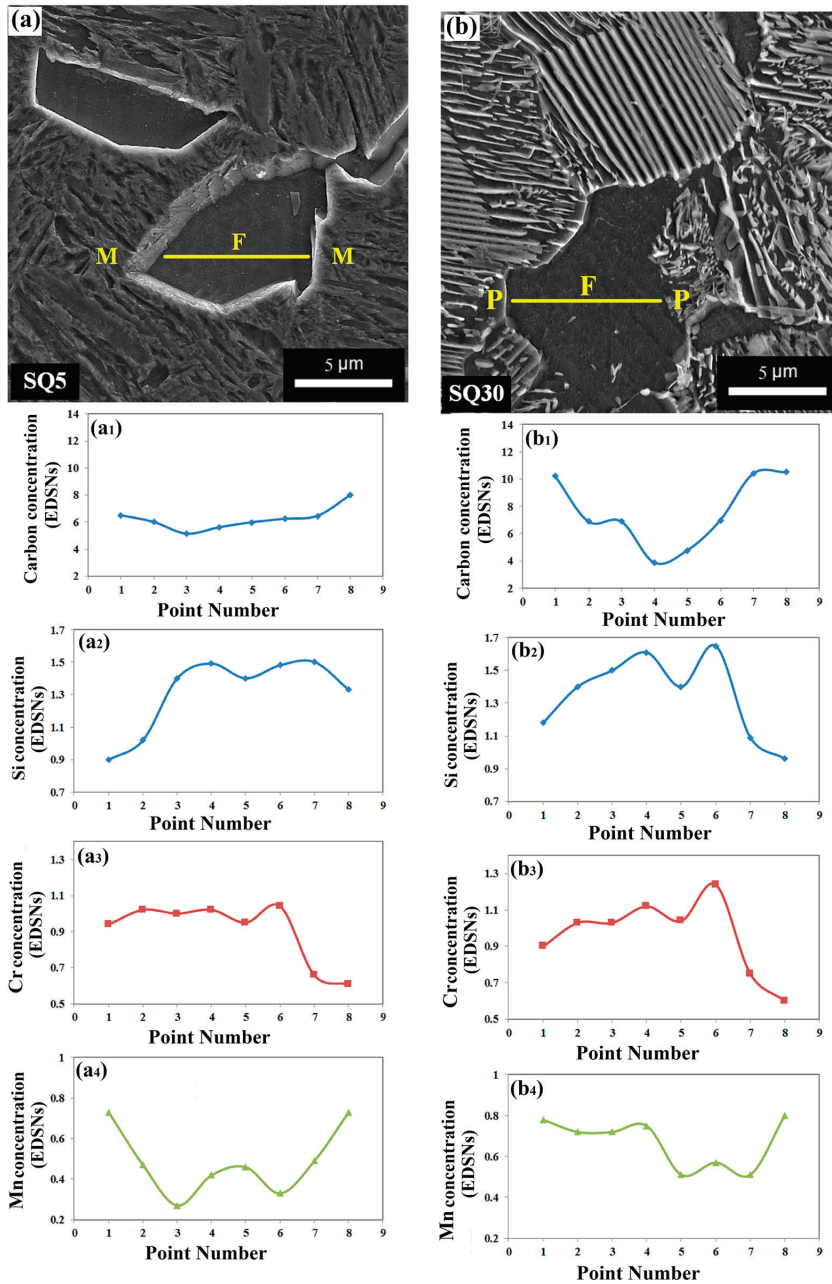 (a)
M
F
M
SQ5
5 µm
(b)
P
F
P
SQ30
5 µm
(a1)
Carbon concentration
(EDSNs)
14
12
10
8
6
4
2
0 1 2 3 4 5 6 7 8 9
Point Number
(b1)
Carbon concentration
(EDSNs)
14
12
10
8
6
4
2
0 1 2 3 4 5 6 7 8 9
Point Number
(a2)
Si concentration
(EDSNs)
1.7
1.5
1.3
1.1
0.9
0.7
0 1 2 3 4 5 6 7 8 9
Point Number
(b2)
Si concentration
(EDSNs)
1.7
1.5
1.3
1.1
0.9
0.7
0 1 2 3 4 5 6 7 8 9
Point Number
(a3)
Cr concentration
(EDSNs)
1.3
1.1
0.9
0.7
0.5
0 1 2 3 4 5 6 7 8 9
Point Number
(b3)
Cr concentration
(EDSNs)
1.3
1.1
0.9
0.7
0.5
0 1 2 3 4 5 6 7 8 9
Point Number
(a4)
Mn concentration
(EDSNs)
1
0.8
0.6
0.4
0.2
0 1 2 3 4 5 6 7 8 9
Point Number
(b4)
Mn concentration
(EDSNs)
1
0.8
0.6
0.4
0.2
0 1 2 3 4 5 6 7 8 9
Point Number